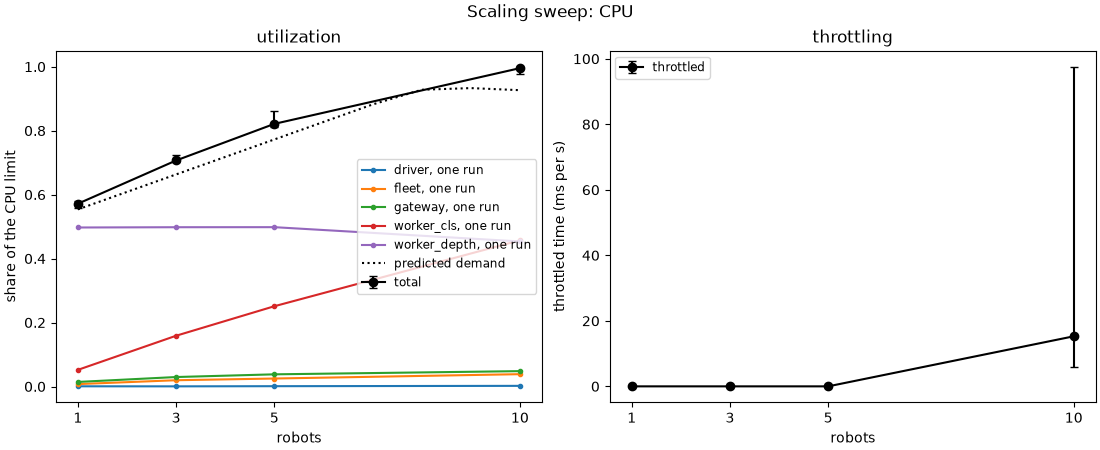 Scaling sweep: CPU
utilization
share of the CPU limit
1.0
0.8
0.6
0.4
0.2
0.0
driver, one run
fleet, one run
gateway, one run
worker_cls, one run
worker_depth, one run
predicted demand
total
1
3
5
10
robots
throttling
throttled time (ms per s)
100
80
60
40
20
0
throttled
1
3
5
10
robots